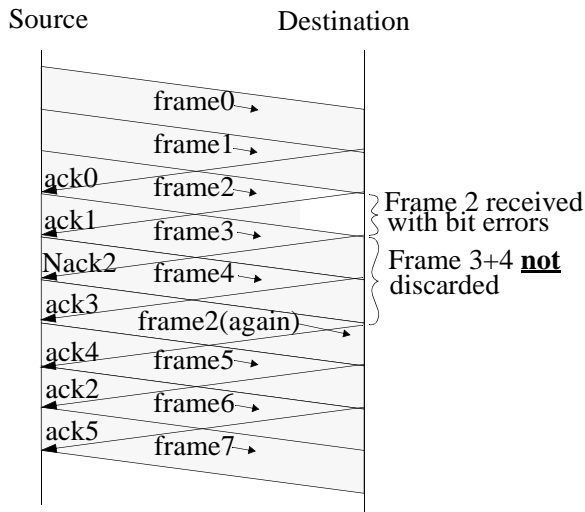 Source
Destination
frame0
frame1
ack0
frame2
Frame 2 received
with bit errors
ack1
frame3
Nack2
frame4
Frame 3+4 not
discarded
ack3
frame2(again)
ack4
frame5
ack2
frame6
ack5
frame7